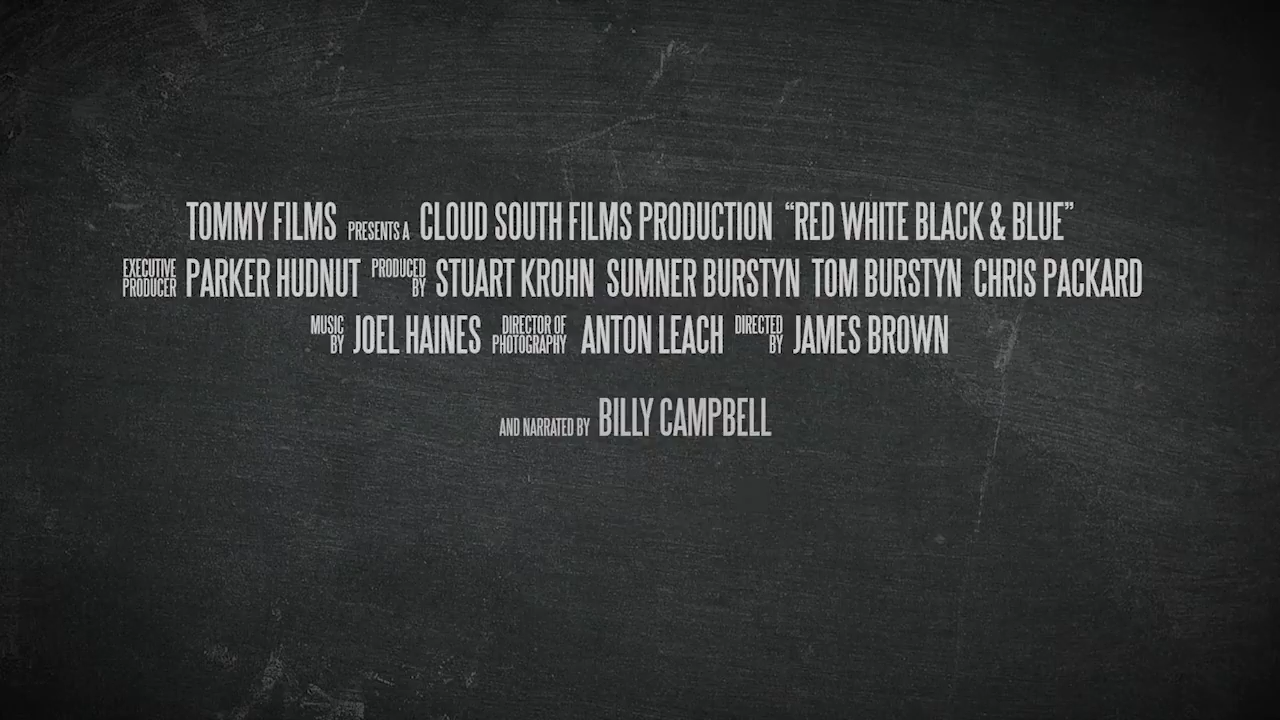 TOMMY FILMS PRESENTS A CLOUD SOUTH FILMS PRODUCTION “RED WHITE BLACK & BLUE”
EXECUTIVE PRODUCER PARKER HUDNUT PRODUCED BY STUART KROHN SUMNER BURSTYN TOM BURSTYN CHRIS PACKARD
MUSIC BY JOEL HAINES DIRECTOR OF PHOTOGRAPHY ANTON LEACH DIRECTED BY JAMES BROWN
AND NARRATED BY BILLY CAMPBELL